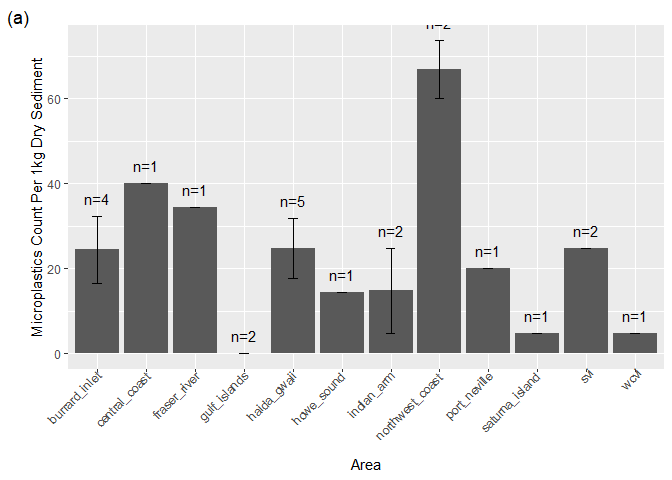 (a)
Microplastics Count Per 1kg Dry Sediment
60
40
20
0
n=4
n=1
n=1
n=2
n=5
n=1
n=2
n=2
n=1
n=1
n=2
n=1
burrard_inlet
central_coast
fraser_river
gulf_islands
haida_gwaii
howe_sound
indian_arm
northwest_coast
port_neville
saturna_island
svi
wcvi
Area